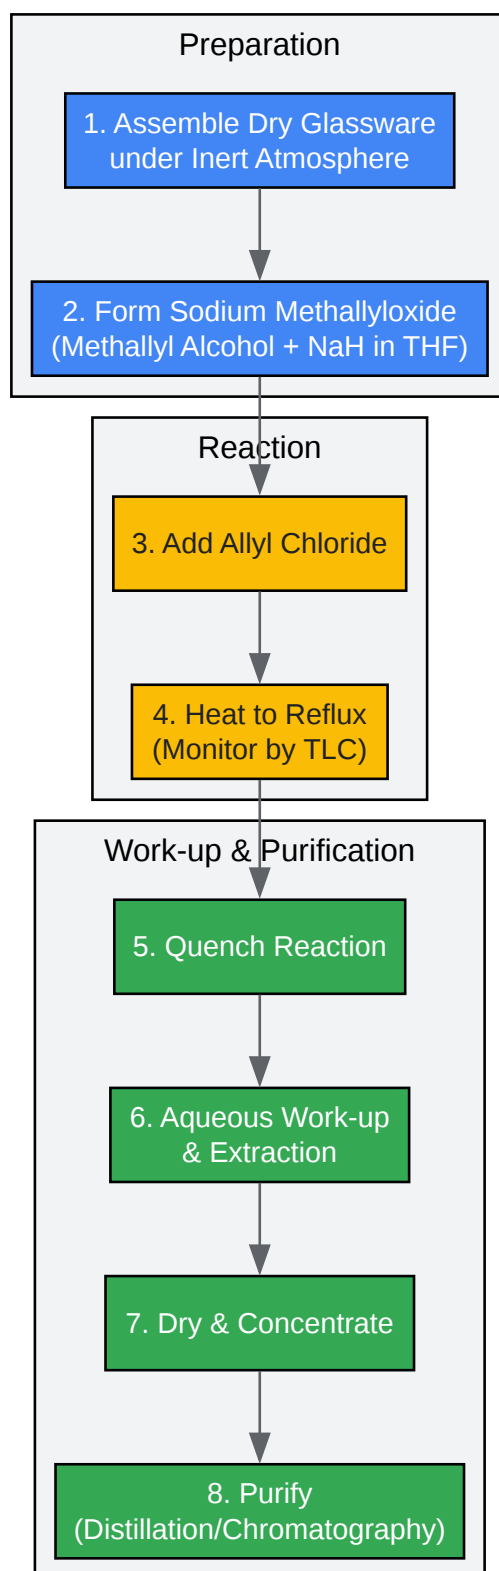 Preparation
1. Assemble Dry Glassware
under Inert Atmosphere
2. Form Sodium Methallyloxide
(Methallyl Alcohol + NaH in THF)
Reaction
3. Add Allyl Chloride
4. Heat to Reflux
(Monitor by TLC)
Work-up & Purification
5. Quench Reaction
6. Aqueous Work-up
& Extraction
7. Dry & Concentrate
8. Purify
(Distillation/Chromatography)